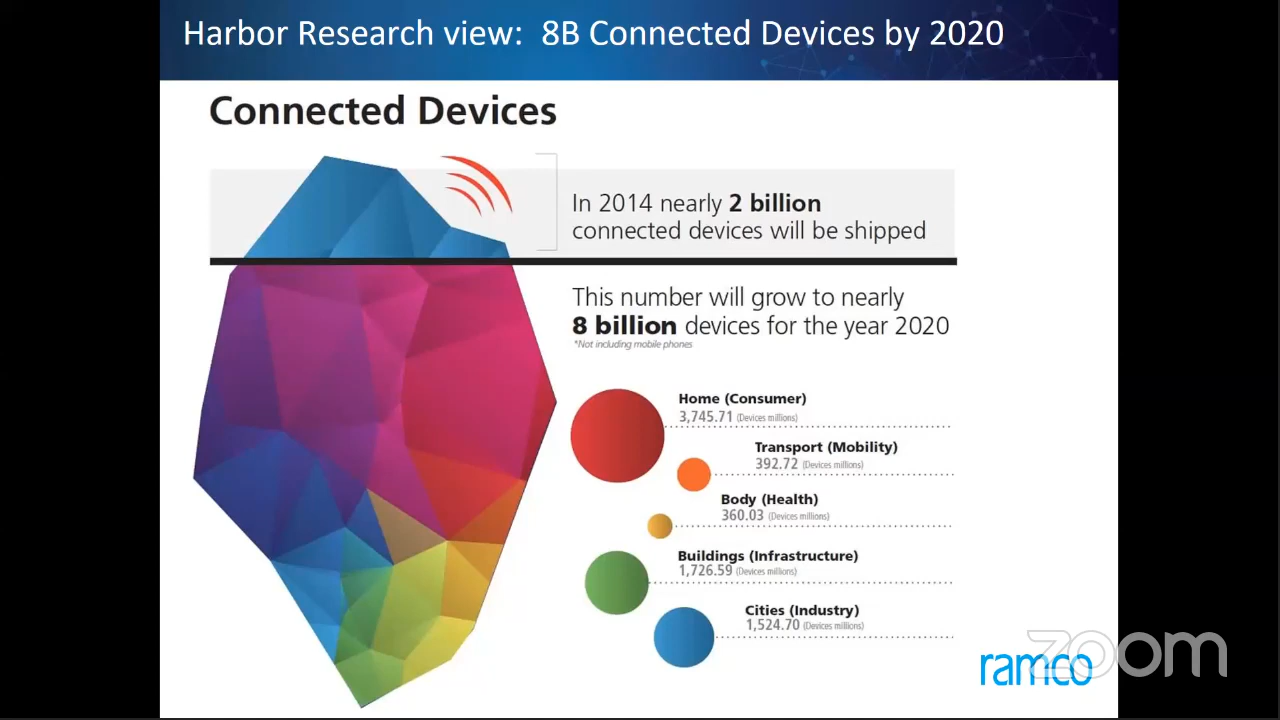 Harbor Research view: 8B Connected Devices by 2020
Connected Devices
In 2014 nearly 2 billion
connected devices will be shipped
This number will grow to nearly
8 billion devices for the year 2020
*Not including mobile phones
Home (Consumer)
3,745.71 (Devices millions)
Transport (Mobility)
392.72 (Devices millions)
Body (Health)
360.03 (Devices millions)
Buildings (Infrastructure)
1,726.59 (Devices millions)
Cities (Industry)
1,524.70 (Devices millions)
ramco
zoom